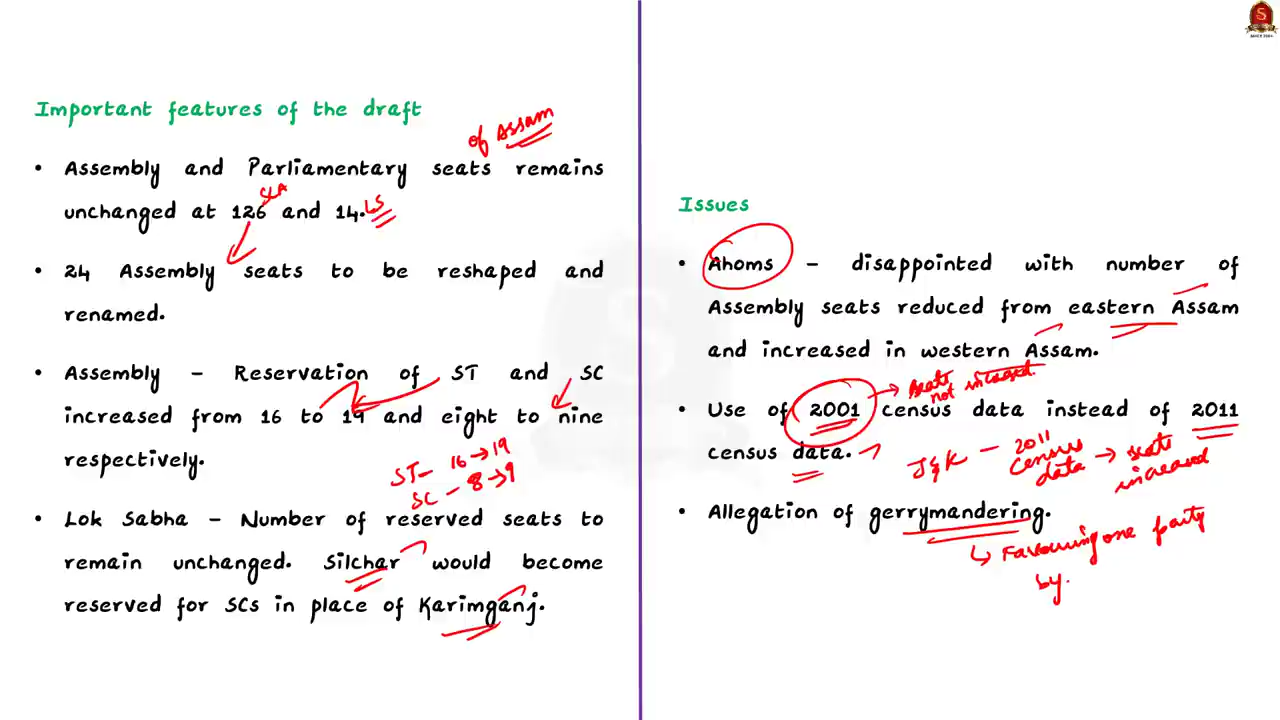 Important features of the draft
of Assam
• Assembly and Parliamentary seats remains
SLA
unchanged at 126 and 14. LS
• 24 Assembly seats to be reshaped and
renamed.
• Assembly - Reservation of ST and SC
increased from 16 to 19 and eight to nine
respectively.
ST- 16→19
SC - 8→9
• Lok Sabha - Number of reserved seats to
remain unchanged. Silchar would become
reserved for SCs in place of Karimganj.
Issues
• Ahoms - disappointed with number of
Assembly seats reduced from eastern Assam
and increased in western Assam.
→ seats
not increased.
• Use of 2001 census data instead of 2011
census data.
J&K - 2011
Census
data → seats
increased
• Allegation of gerrymandering.
↳ Favouring one party
by.
SINCE 2004